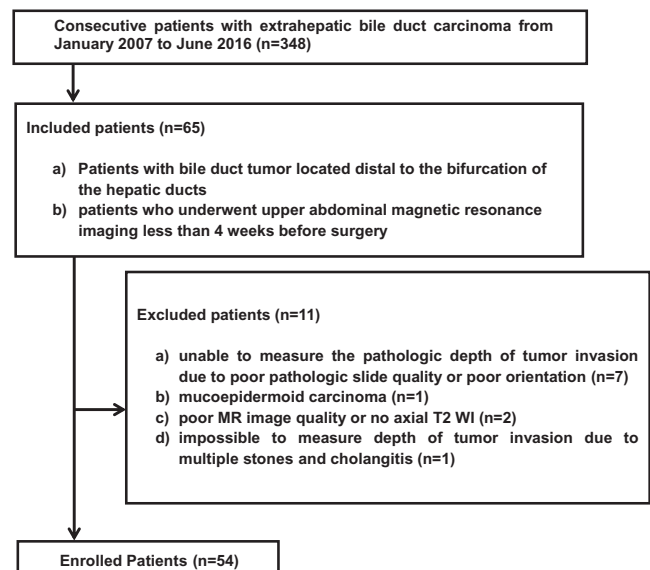 Consecutive patients with extrahepatic bile duct carcinoma from
January 2007 to June 2016 (n=348)
Included patients (n=65)
a) Patients with bile duct tumor located distal to the bifurcation of
the hepatic ducts
b) patients who underwent upper abdominal magnetic resonance
imaging less than 4 weeks before surgery
Excluded patients (n=11)
a) unable to measure the pathologic depth of tumor invasion
due to poor pathologic slide quality or poor orientation (n=7)
b) mucoepidermoid carcinoma (n=1)
c) poor MR image quality or no axial T2 WI (n=2)
d) impossible to measure depth of tumor invasion due to
multiple stones and cholangitis (n=1)
Enrolled Patients (n=54)